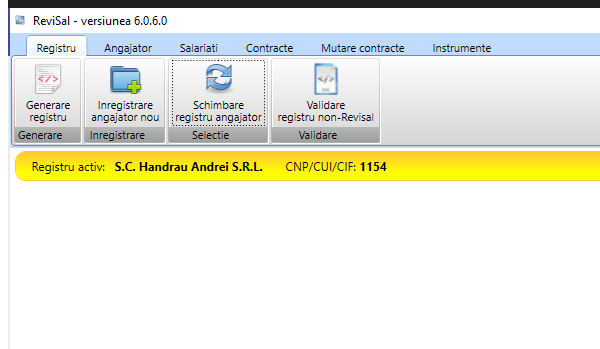 ReviSal - versiunea 6.0.6.0
Registru Angajator Salariati Contracte Mutare contracte Instrumente
Generare
registru
Generare
Inregistrare
angajator nou
Inregistrare
Schimbare
registru angajator
Selectie
Validare
registru non-Revisal
Validare
Registru activ: S.C. Handrau Andrei S.R.L. CNP/CUI/CIF: 1154